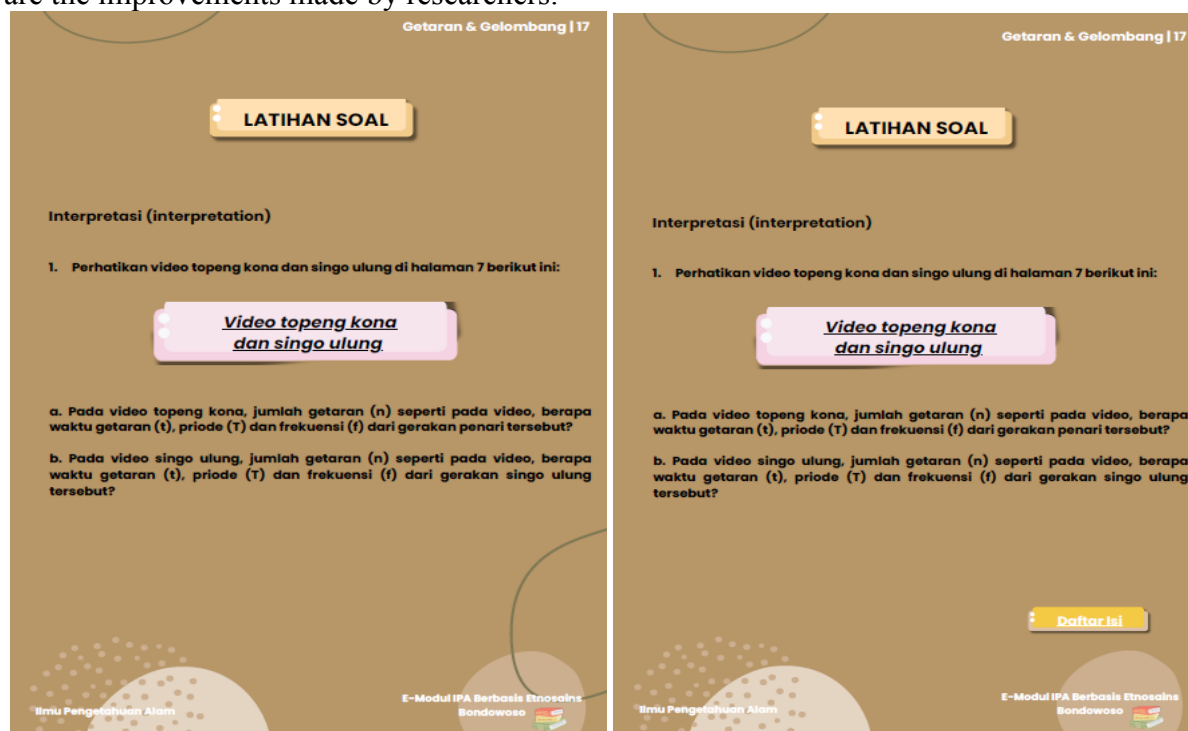 are the improvements made by researchers.
Getaran & Gelombang | 17
LATIHAN SOAL
Interpretasi (interpretation)
1. Perhatikan video topeng kona dan singo ulung di halaman 7 berikut ini:
Video topeng kona
dan singo ulung
a. Pada video topeng kona, jumlah getaran (n) seperti pada video, berapa
waktu getaran (t), priode (T) dan frekuensi (f) dari gerakan penari tersebut?
b. Pada video singo ulung, jumlah getaran (n) seperti pada video, berapa
waktu getaran (t), priode (T) dan frekuensi (f) dari gerakan singo ulung
tersebut?
Ilmu Pengetahuan Alam
E-Modul IPA Berbasis Etnosains
Bondowoso
Getaran & Gelombang | 17
LATIHAN SOAL
Interpretasi (interpretation)
1. Perhatikan video topeng kona dan singo ulung di halaman 7 berikut ini:
Video topeng kona
dan singo ulung
a. Pada video topeng kona, jumlah getaran (n) seperti pada video, berapa
waktu getaran (t), priode (T) dan frekuensi (f) dari gerakan penari tersebut?
b. Pada video singo ulung, jumlah getaran (n) seperti pada video, berapa
waktu getaran (t), priode (T) dan frekuensi (f) dari gerakan singo ulung
tersebut?
Daftar Isi
Ilmu Pengetahuan Alam
E-Modul IPA Berbasis Etnosains
Bondowoso